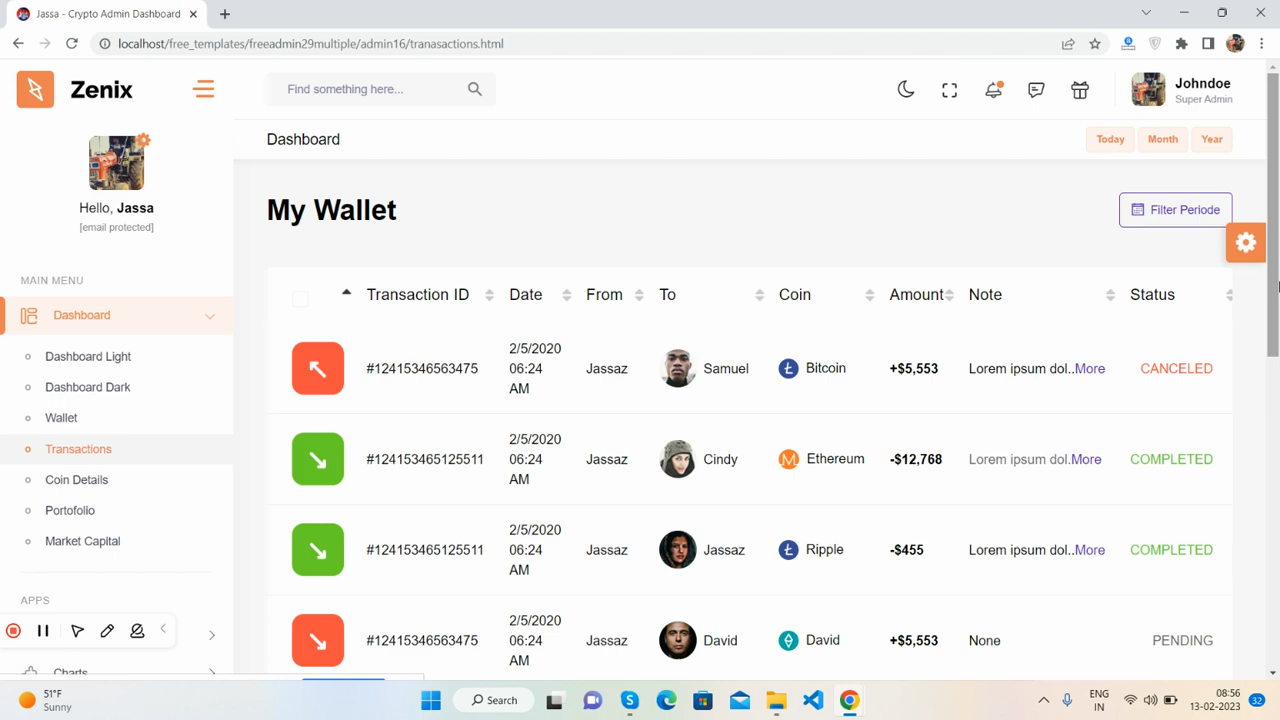 Jassa - Crypto Admin Dashboard
localhost/free_templates/freeadmin29multiple/admin16/tranasactions.html
Zenix
Find something here...
Johndoe
Super Admin
Dashboard
Today Month Year
Hello, Jassa
[email protected]
My Wallet
Filter Periode
MAIN MENU
Dashboard
Dashboard Light
Dashboard Dark
Wallet
Transactions
Coin Details
Portofolio
Market Capital
APPS
Charts
Transaction ID Date From To Coin Amount Note Status
#12415346563475 2/5/2020 06:24 AM Jassaz Samuel Bitcoin +$5,553 Lorem ipsum dol..More CANCELED
#124153465125511 2/5/2020 06:24 AM Jassaz Cindy Ethereum -$12,768 Lorem ipsum dol.More COMPLETED
#124153465125511 2/5/2020 06:24 AM Jassaz Jassaz Ripple -$455 Lorem ipsum dol..More COMPLETED
#12415346563475 2/5/2020 06:24 AM Jassaz David David +$5,553 None PENDING
51°F
Sunny
Search
ENG
IN
08:56
13-02-2023
32